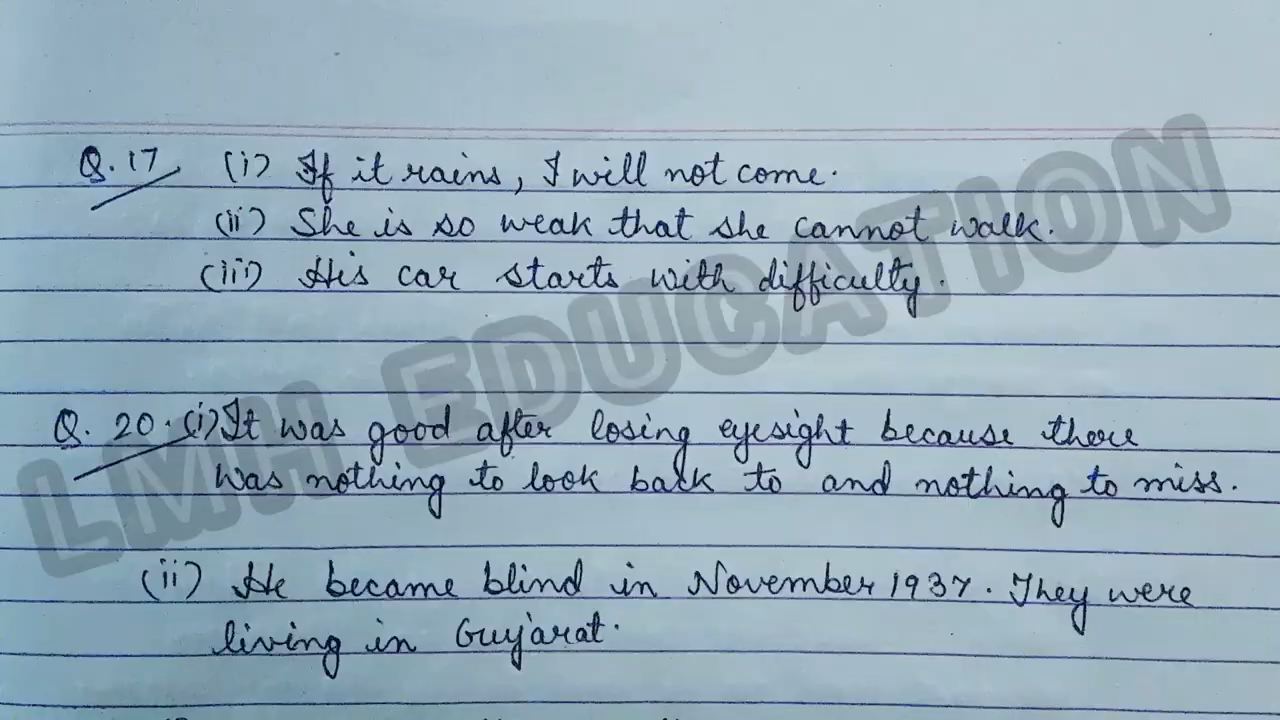 Q. 17 (i) If it rains, I will not come.
(ii) She is so weak that she cannot walk.
(iii) His car starts with difficulty.
Q. 20. (i) It was good after losing eyesight because there
was nothing to look back to and nothing to miss.
(ii) He became blind in November 1937. They were
living in Gujarat.
LMH EDUCATION